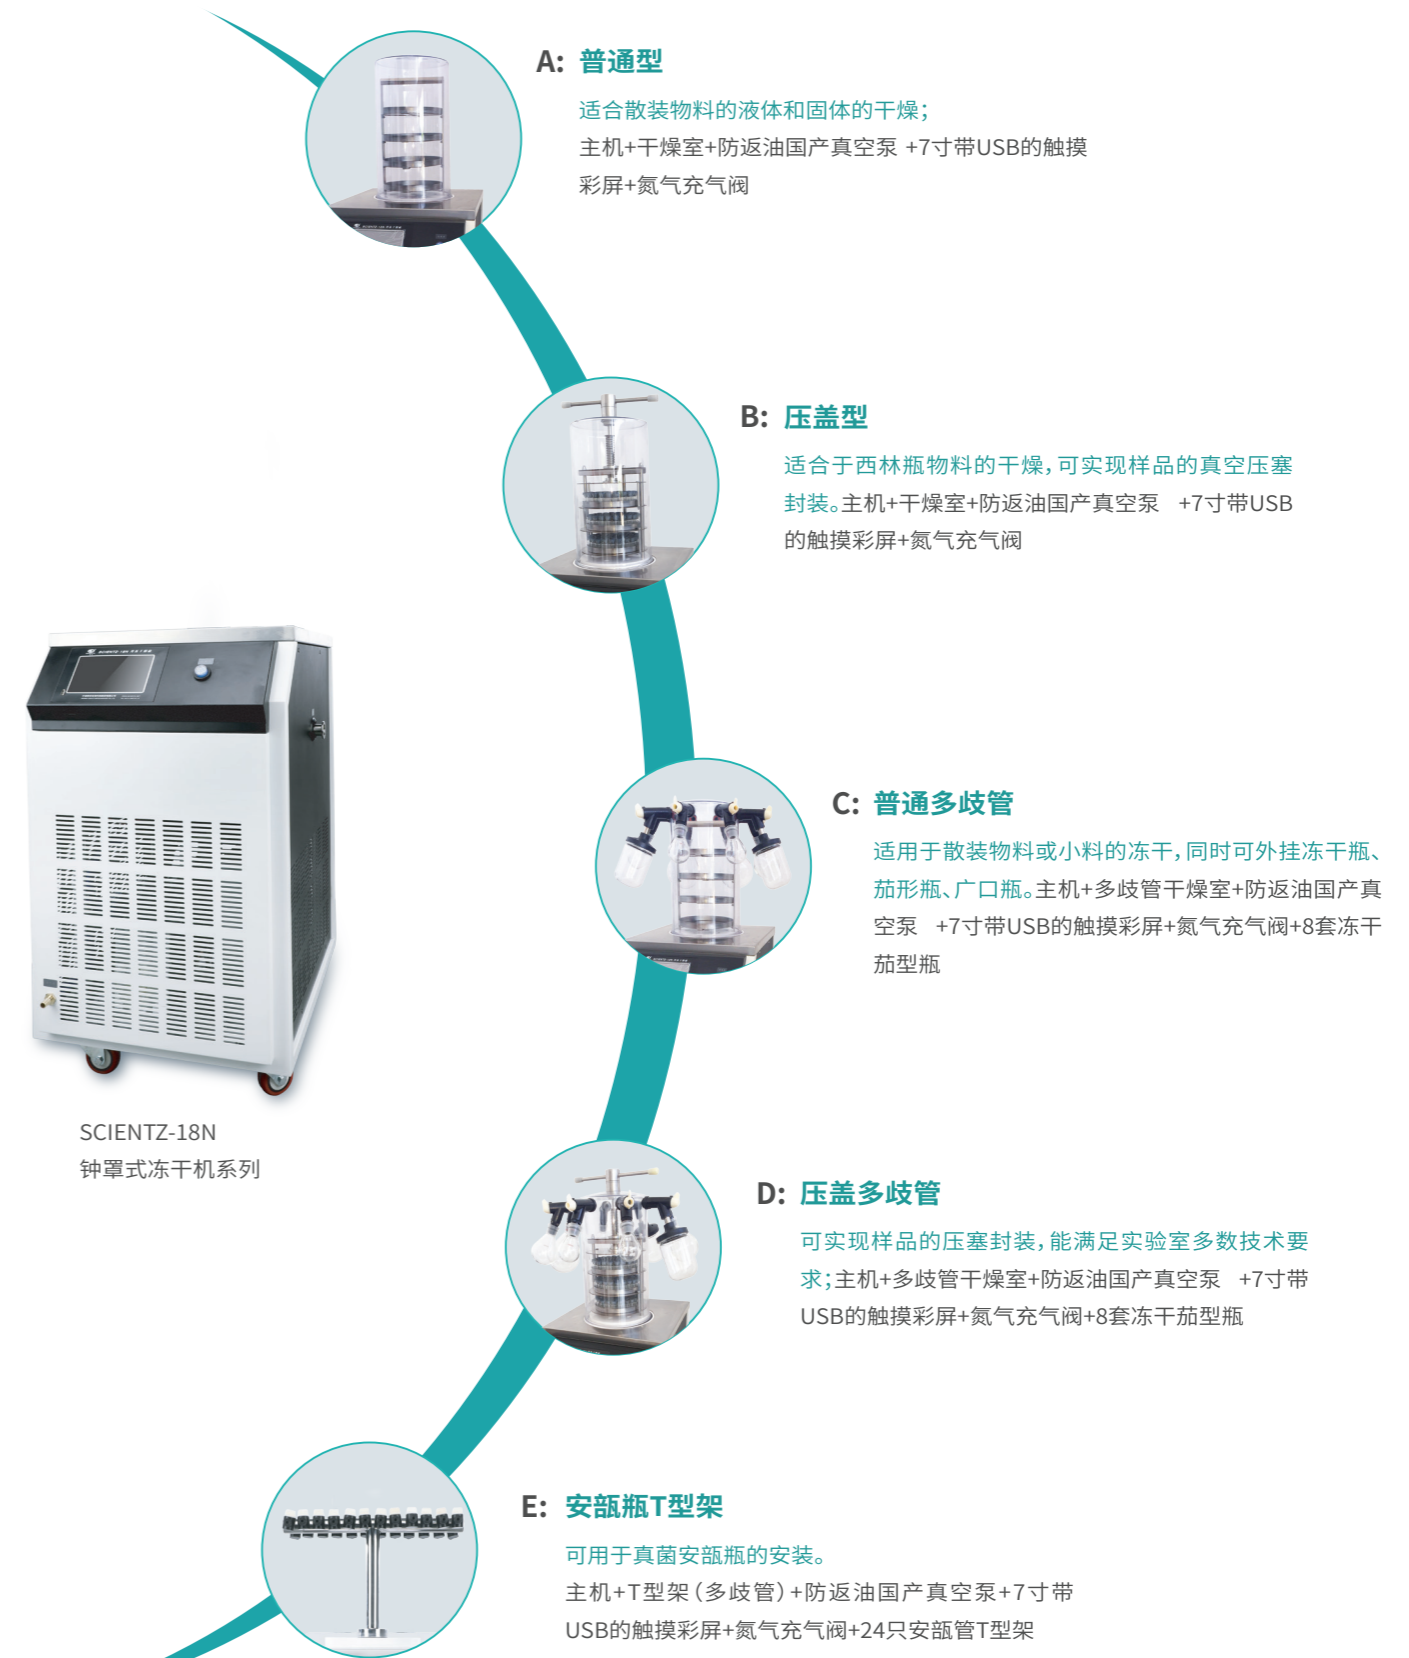 A: 普通型
适合散装物料的液体和固体的干燥；
主机+干燥室+防返油国产真空泵 +7寸带USB的触摸
彩屏+氮气充气阀
B: 压盖型
适合于西林瓶物料的干燥，可实现样品的真空压塞
封装。主机+干燥室+防返油国产真空泵 +7寸带USB
的触摸彩屏+氮气充气阀
C: 普通多歧管
适用于散装物料或小料的冻干，同时可外挂冻干瓶、
茄形瓶、广口瓶。主机+多歧管干燥室+防返油国产真
空泵 +7寸带USB的触摸彩屏+氮气充气阀+8套冻干
茄型瓶
SCIENTZ-18N
钟罩式冻干机系列
D: 压盖多歧管
可实现样品的压塞封装，能满足实验室多数技术要
求；主机+多歧管干燥室+防返油国产真空泵 +7寸带
USB的触摸彩屏+氮气充气阀+8套冻干茄型瓶
E: 安瓿瓶T型架
可用于真菌安瓿瓶的安装。
主机+T型架（多歧管）+防返油国产真空泵+7寸带
USB的触摸彩屏+氮气充气阀+24只安瓿管T型架